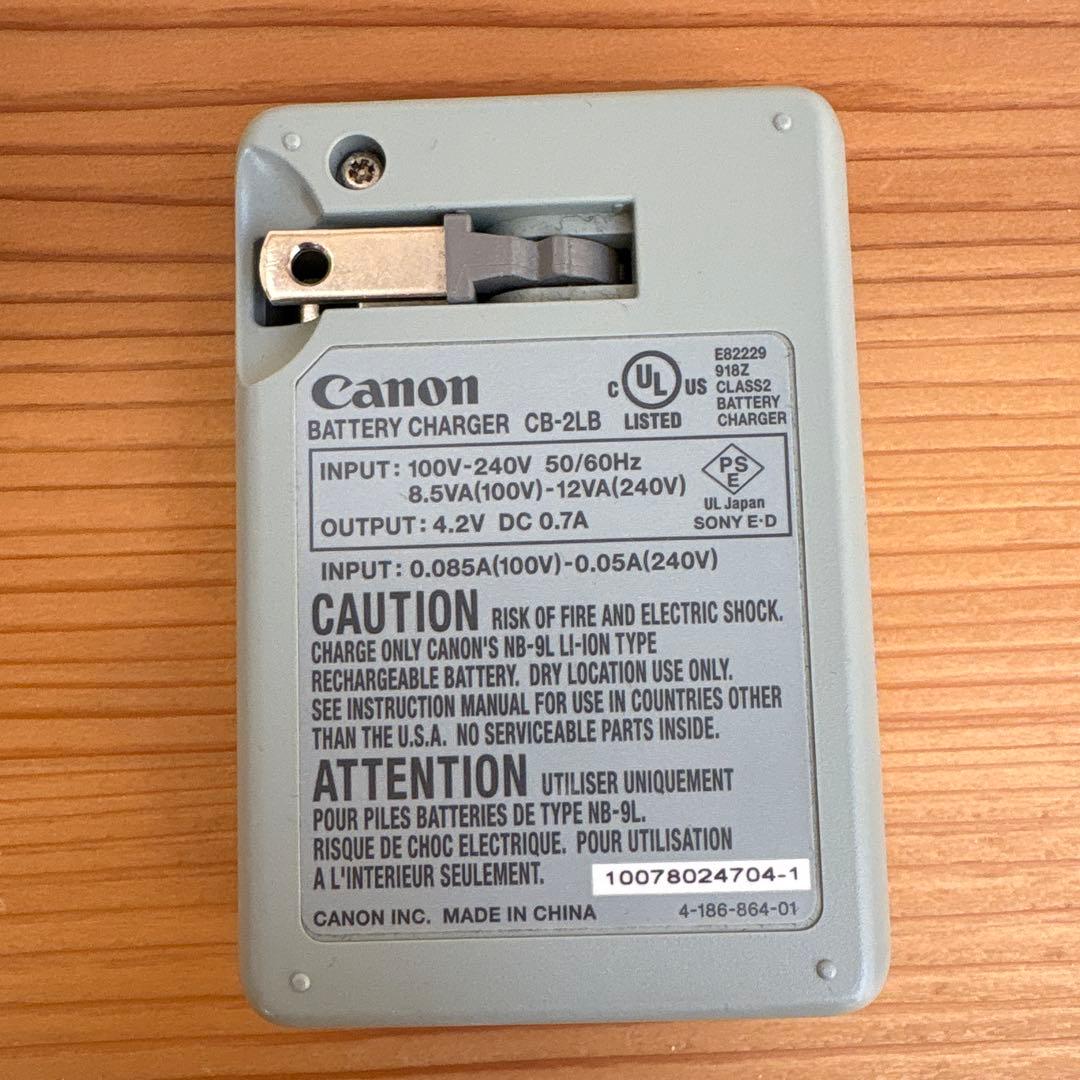 Canon
BATTERY CHARGER CB-2LB
C UL US
LISTED
E82229
918Z
CLASS2
BATTERY
CHARGER
INPUT: 100V-240V 50/60Hz
8.5VA(100V)-12VA(240V)
OUTPUT: 4.2V DC 0.7A
PS
E
UL Japan
SONY E·D
INPUT: 0.085A(100V)-0.05A(240V)
CAUTION RISK OF FIRE AND ELECTRIC SHOCK.
CHARGE ONLY CANON'S NB-9L LI-ION TYPE
RECHARGEABLE BATTERY. DRY LOCATION USE ONLY.
SEE INSTRUCTION MANUAL FOR USE IN COUNTRIES OTHER
THAN THE U.S.A. NO SERVICEABLE PARTS INSIDE.
ATTENTION UTILISER UNIQUEMENT
POUR PILES BATTERIES DE TYPE NB-9L.
RISQUE DE CHOC ELECTRIQUE. POUR UTILISATION
A L'INTERIEUR SEULEMENT.
10078024704-1
CANON INC. MADE IN CHINA
4-186-864-01